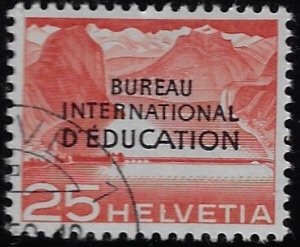 BUREAU
INTERNATIONAL
D'ÉDUCATION
25 HELVETIA